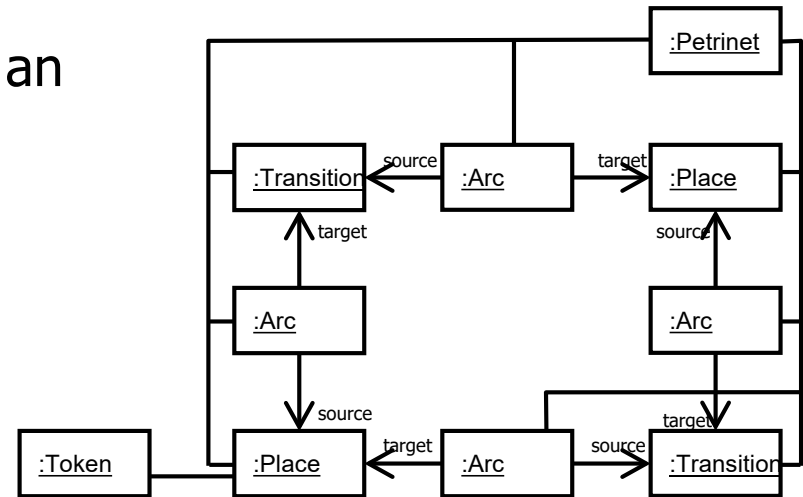 :Petrinet
an
:Transition
source
:Arc
target
:Place
target
source
:Arc
:Arc
source
target
:Token
:Place
target
:Arc
source
:Transition